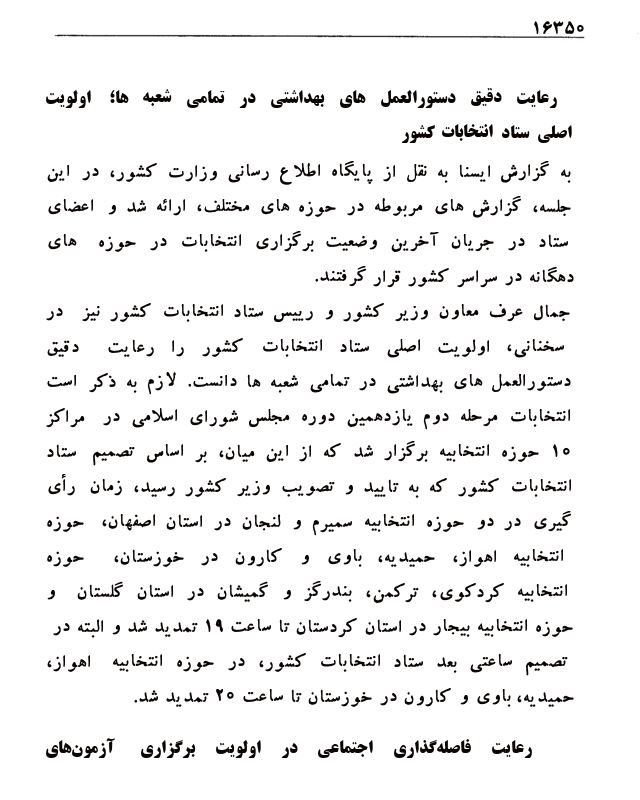 ۱۶۳۵۰
رعایت دقیق دستورالعمل های بهداشتی در تمامی شعبه ها؛ اولویت
اصلی ستاد انتخابات کشور
به گزارش ایسنا به نقل از پایگاه اطلاع رسانی وزارت کشور، در این
جلسه، گزارش های مربوطه در حوزه های مختلف، ارائه شد و اعضای
ستاد در جریان آخرین وضعیت برگزاری انتخابات در حوزه های
دهگانه در سراسر کشور قرار گرفتند.
جمال عرف معاون وزیر کشور و رییس ستاد انتخابات کشور نیز در
سخنانی، اولویت اصلی ستاد انتخابات کشور را رعایت دقیق
دستورالعمل های بهداشتی در تمامی شعبه ها دانست. لازم به ذکر است
انتخابات مرحله دوم یازدهمین دوره مجلس شورای اسلامی در مراکز
۱۰ حوزه انتخابیه برگزار شد که از این میان، بر اساس تصمیم ستاد
انتخابات کشور که به تایید و تصویب وزیر کشور رسید، زمان رأی
گیری در دو حوزه انتخابیه سمیرم و لنجان در استان اصفهان، حوزه
انتخابیه اهواز، حمیدیه، باوی و کارون در خوزستان، حوزه
انتخابیه کردکوی، ترکمن، بندرگز و گمیشان در استان گلستان و
حوزه انتخابیه بیجار در استان کردستان تا ساعت ۱۹ تمدید شد و البته در
تصمیم ساعتی بعد ستاد انتخابات کشور، در حوزه انتخابیه اهواز،
حمیدیه، باوی و کارون در خوزستان تا ساعت ۲۰ تمدید شد.
رعایت فاصله‌گذاری اجتماعی در اولویت برگزاری آزمون‌های